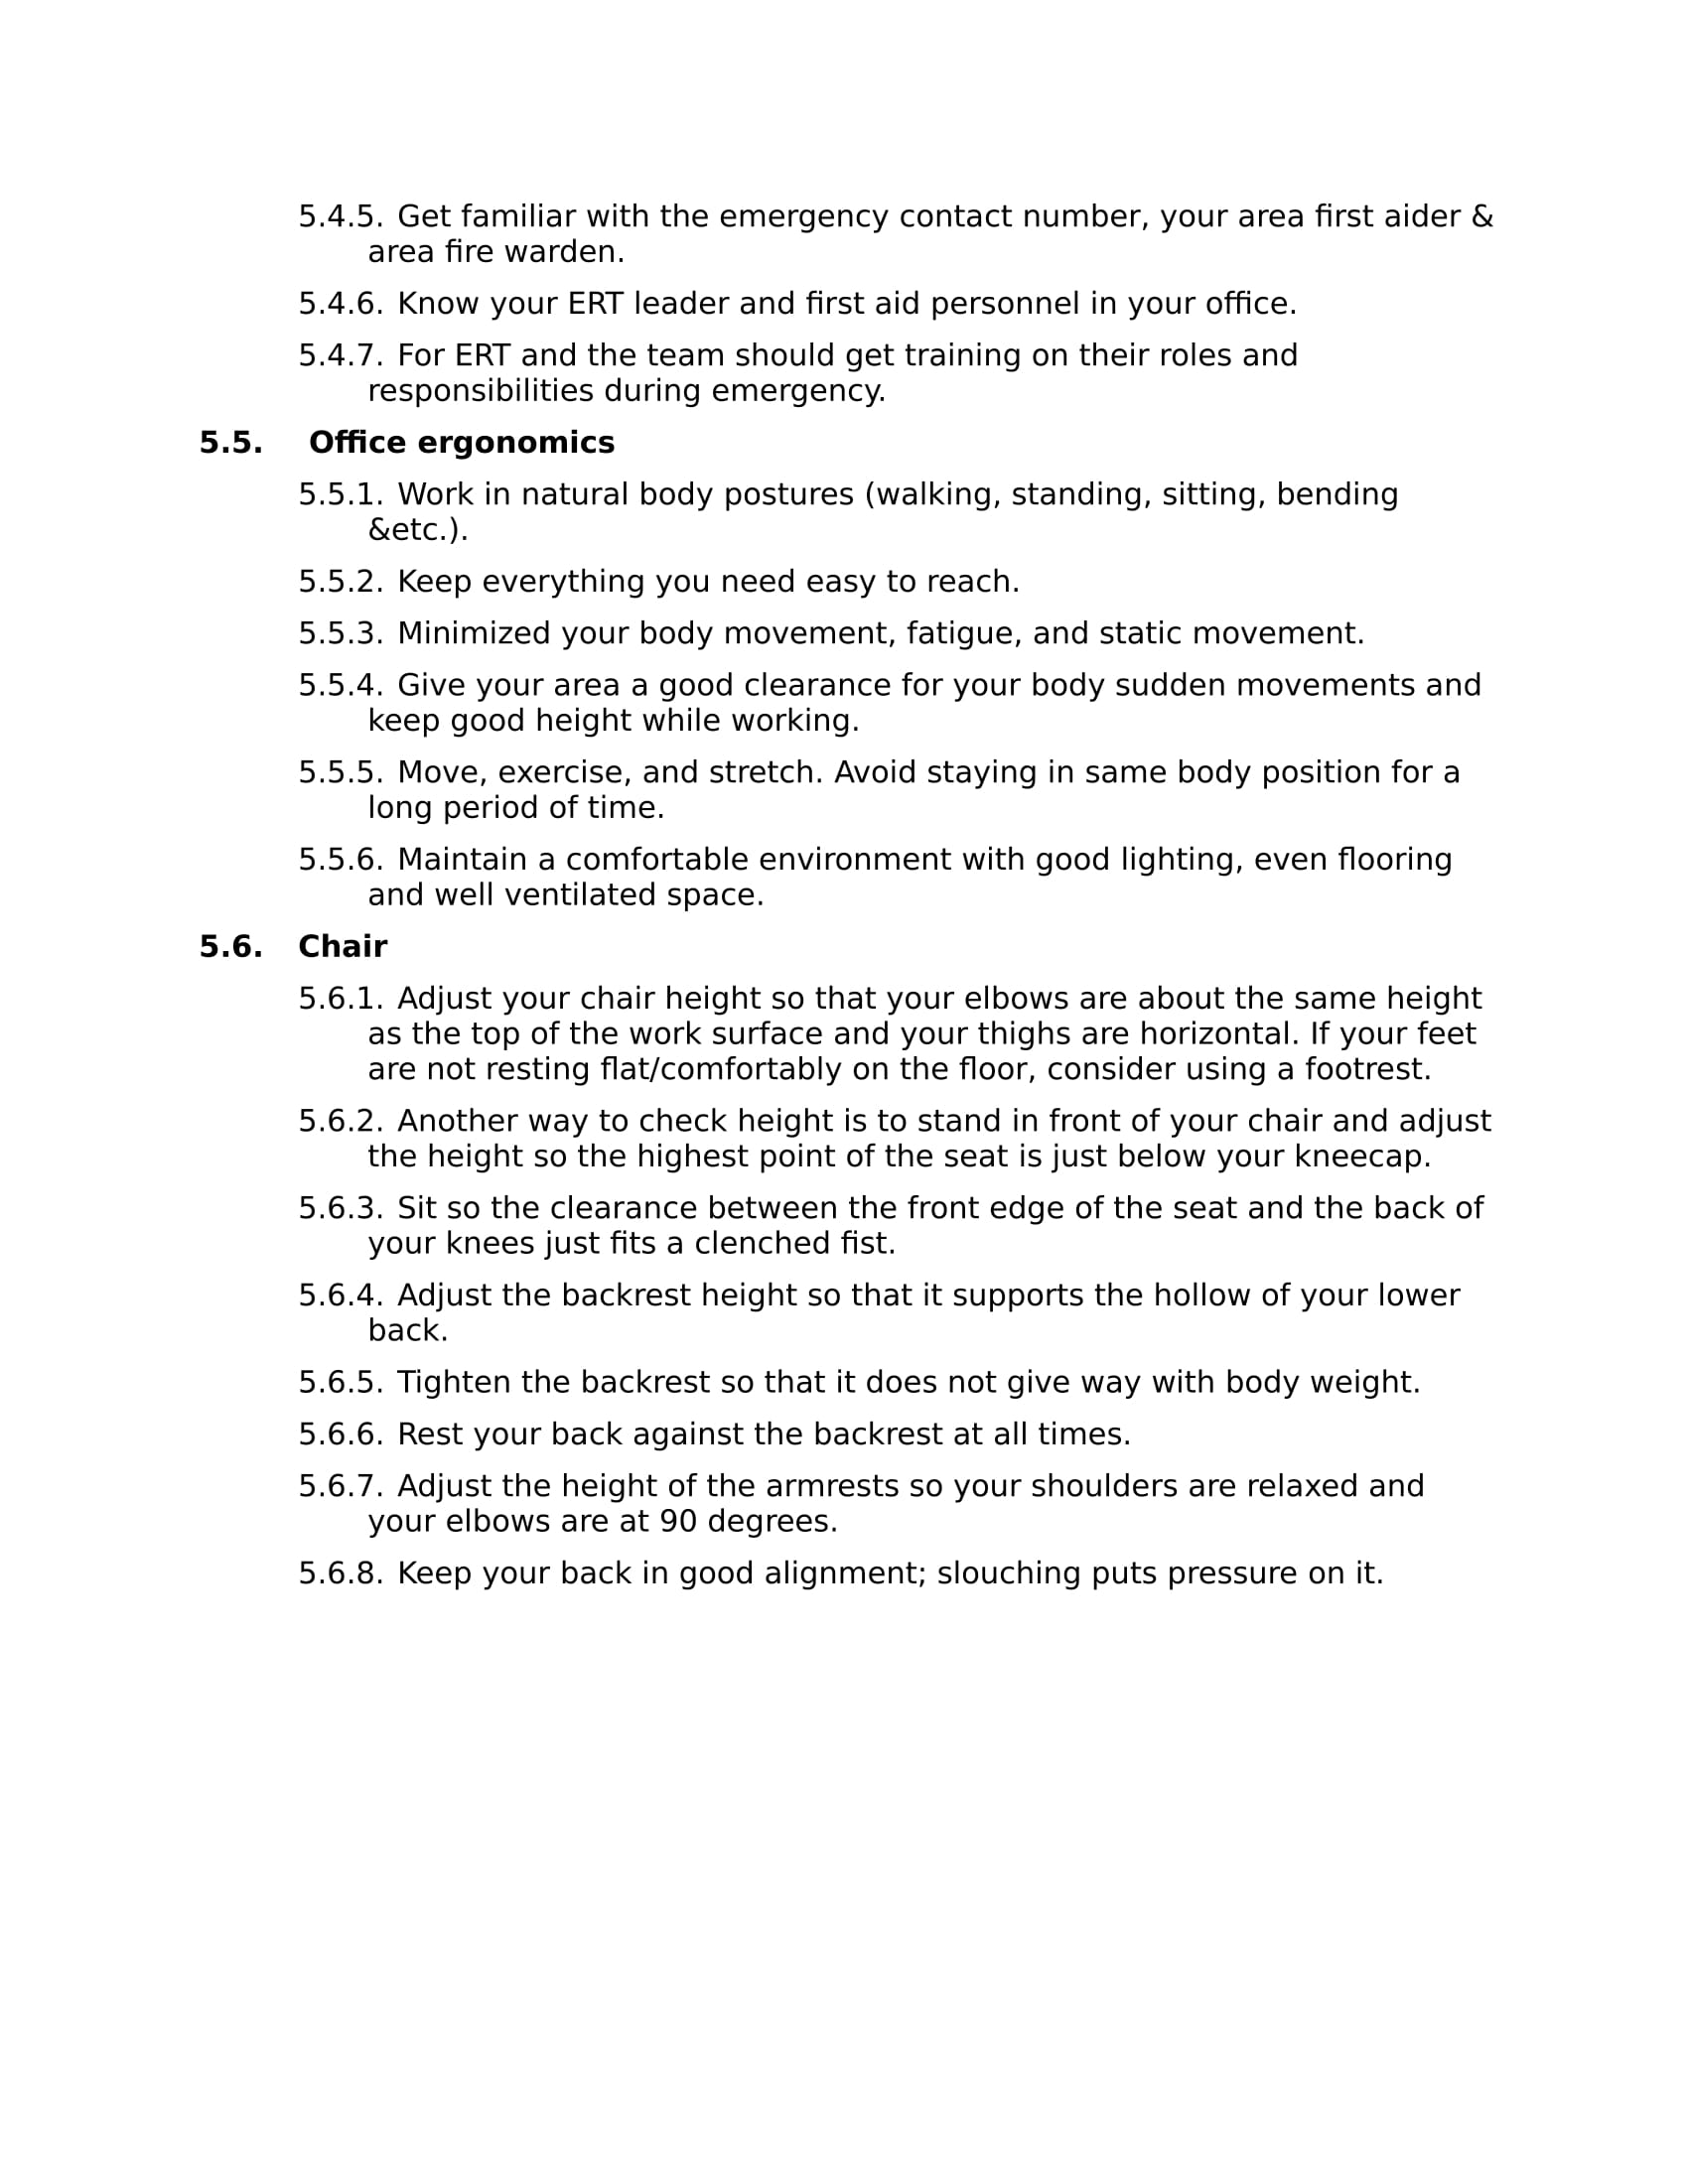 5.4.5. Get familiar with the emergency contact number, your area first aider &
area fire warden.
5.4.6. Know your ERT leader and first aid personnel in your office.
5.4.7. For ERT and the team should get training on their roles and
responsibilities during emergency.
5.5. Office ergonomics
5.5.1. Work in natural body postures (walking, standing, sitting, bending
&etc.).
5.5.2. Keep everything you need easy to reach.
5.5.3. Minimized your body movement, fatigue, and static movement.
5.5.4. Give your area a good clearance for your body sudden movements and
keep good height while working.
5.5.5. Move, exercise, and stretch. Avoid staying in same body position for a
long period of time.
5.5.6. Maintain a comfortable environment with good lighting, even flooring
and well ventilated space.
5.6. Chair
5.6.1. Adjust your chair height so that your elbows are about the same height
as the top of the work surface and your thighs are horizontal. If your feet
are not resting flat/comfortably on the floor, consider using a footrest.
5.6.2. Another way to check height is to stand in front of your chair and adjust
the height so the highest point of the seat is just below your kneecap.
5.6.3. Sit so the clearance between the front edge of the seat and the back of
your knees just fits a clenched fist.
5.6.4. Adjust the backrest height so that it supports the hollow of your lower
back.
5.6.5. Tighten the backrest so that it does not give way with body weight.
5.6.6. Rest your back against the backrest at all times.
5.6.7. Adjust the height of the armrests so your shoulders are relaxed and
your elbows are at 90 degrees.
5.6.8. Keep your back in good alignment; slouching puts pressure on it.